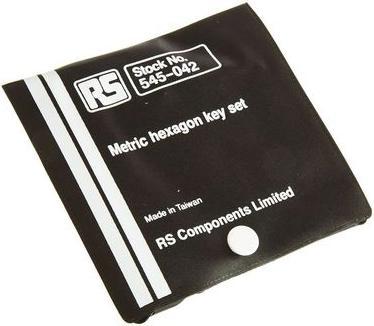 RS
Stock No.
545-042
Metric hexagon key set
Made in Taiwan
RS Components Limited